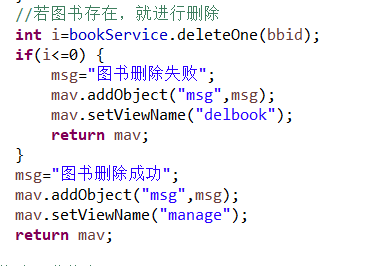 //若图书存在，就进行删除
int i=bookService.deleteOne(bbid);
if(i<=0) {
msg="图书删除失败";
mav.addObject("msg",msg);
mav.setViewName("delbook");
return mav;
}
msg="图书删除成功";
mav.addObject("msg",msg);
mav.setViewName("manage");
return mav;